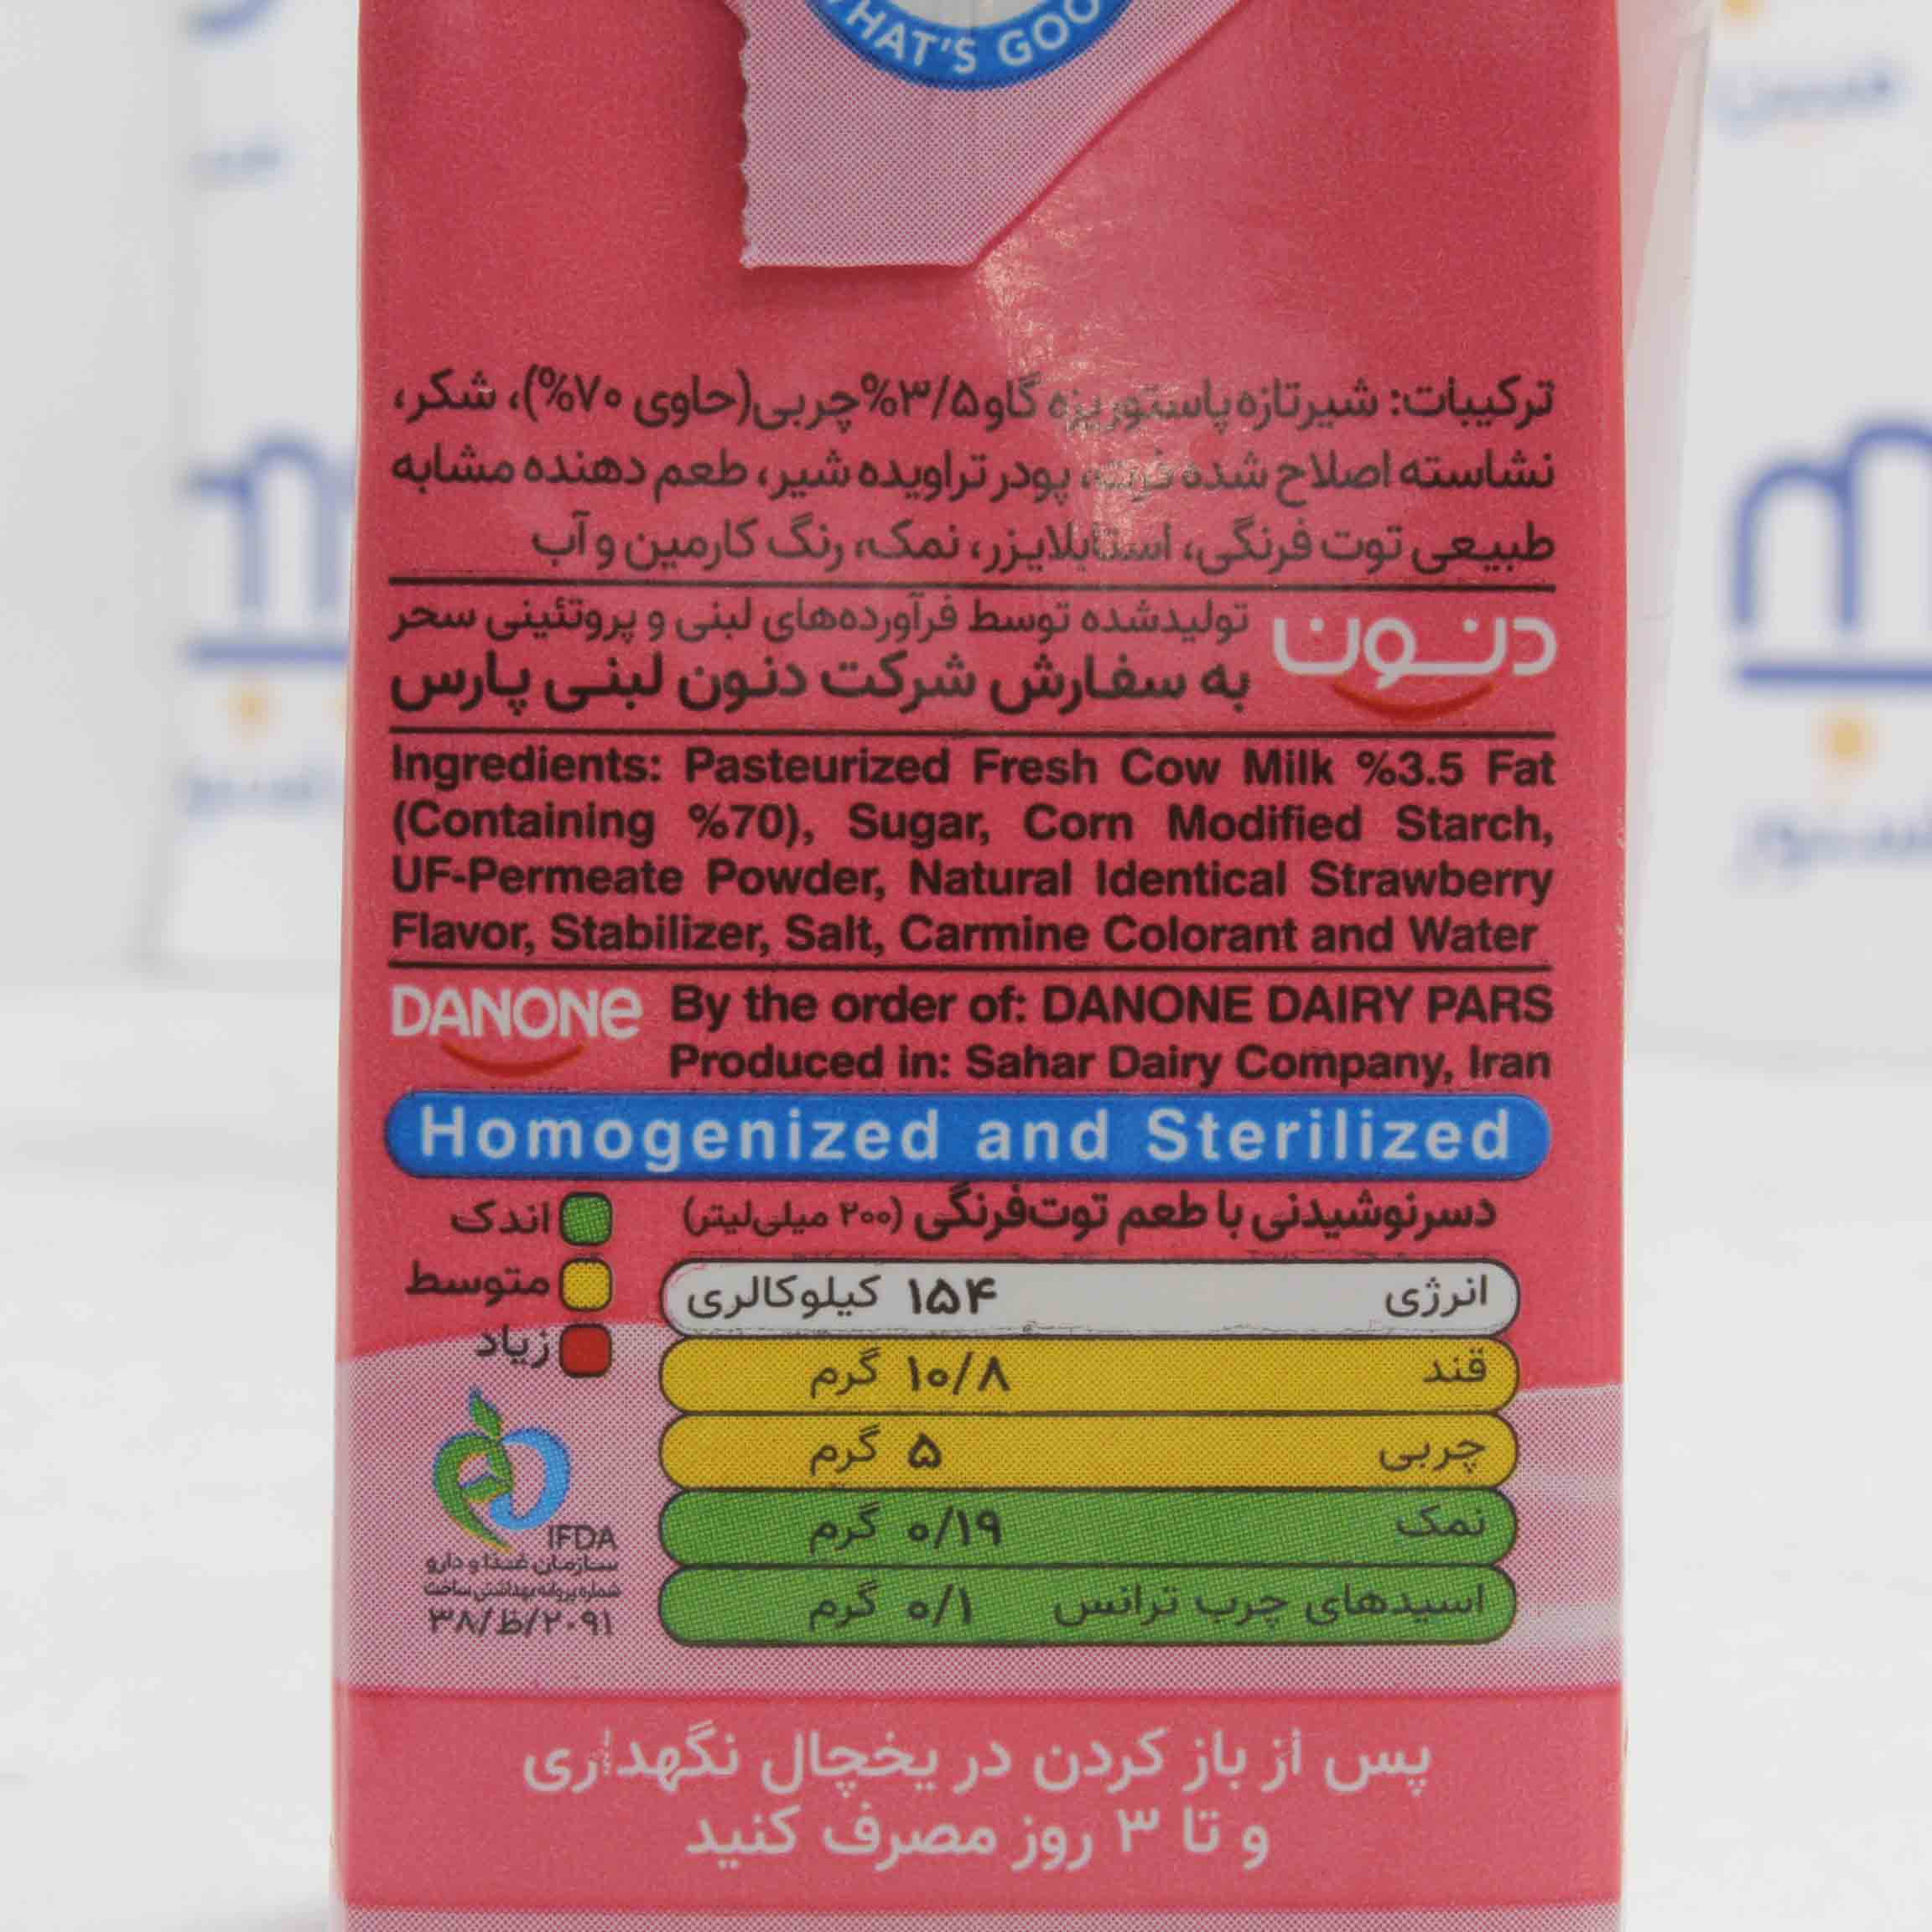 THAT'S GOO
ترکیبات: شیرتازه پاستوریزه گاو ۳/۵%چربی(حاوی ۷۰%)، شکر،
نشاسته اصلاح شده ذرت، پودر تراویده شیر، طعم دهنده مشابه
طبیعی توت فرنگی، استابلایزر، نمک، رنگ کارمین و آب
دنون
تولیدشده توسط فرآورده‌های لبنی و پروتئینی سحر
به سفارش شرکت دنون لبنی پارس
Ingredients: Pasteurized Fresh Cow Milk %3.5 Fat
(Containing %70), Sugar, Corn Modified Starch,
UF-Permeate Powder, Natural Identical Strawberry
Flavor, Stabilizer, Salt, Carmine Colorant and Water
DANONE
By the order of: DANONE DAIRY PARS
Produced in: Sahar Dairy Company, Iran
Homogenized and Sterilized
دسرنوشیدنی با طعم توت‌فرنگی (۲۰۰ میلی‌لیتر)
انرژی ۱۵۴ کیلوکالری
قند ۱۰/۸ گرم
چربی ۵ گرم
نمک ۰/۱۹ گرم
اسیدهای چرب ترانس ۰/۱ گرم
اندک
متوسط
زیاد
IFDA
سازمان غذا و دارو
شماره پروانه بهداشتی ساخت
۳۸/ظ/۲۰۹۱
پس از باز کردن در یخچال نگهداری
و تا ۳ روز مصرف کنید